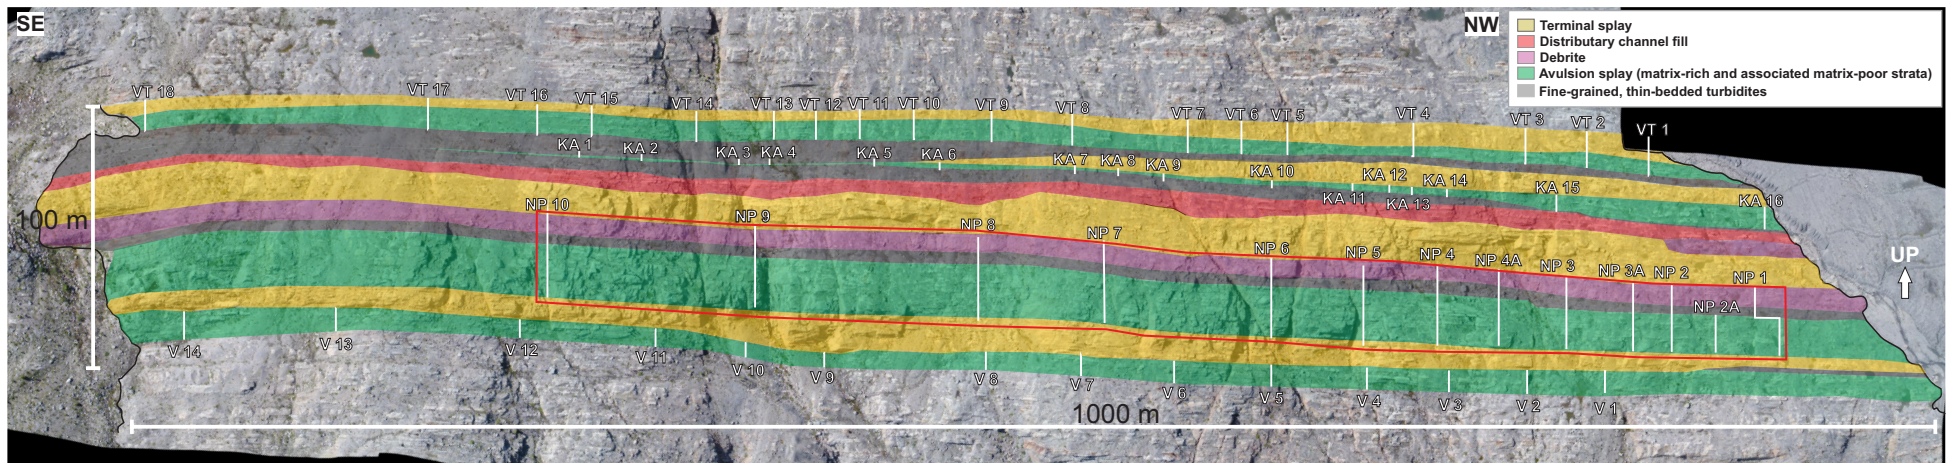 SE
NW
Terminal splay
Distributary channel fill
Debrite
Avulsion splay (matrix-rich and associated matrix-poor strata)
Fine-grained, thin-bedded turbidites
VT 18
VT 17
VT 16
VT 15
VT 14
VT 13
VT 12
VT 11
VT 10
VT 9
VT 8
VT 7
VT 6
VT 5
VT 4
VT 3
VT 2
VT 1
KA 1
KA 2
KA 3
KA 4
KA 5
KA 6
KA 7
KA 8
KA 9
KA 10
KA 11
KA 12
KA 13
KA 14
KA 15
KA 16
100 m
NP 10
NP 9
NP 8
NP 7
NP 6
NP 5
NP 4
NP 4A
NP 3
NP 3A
NP 2
NP 1
NP 2A
UP
V 14
V 13
V 12
V 11
V 10
V 9
V 8
V 7
V 6
V 5
V 4
V 3
V 2
V 1
1000 m